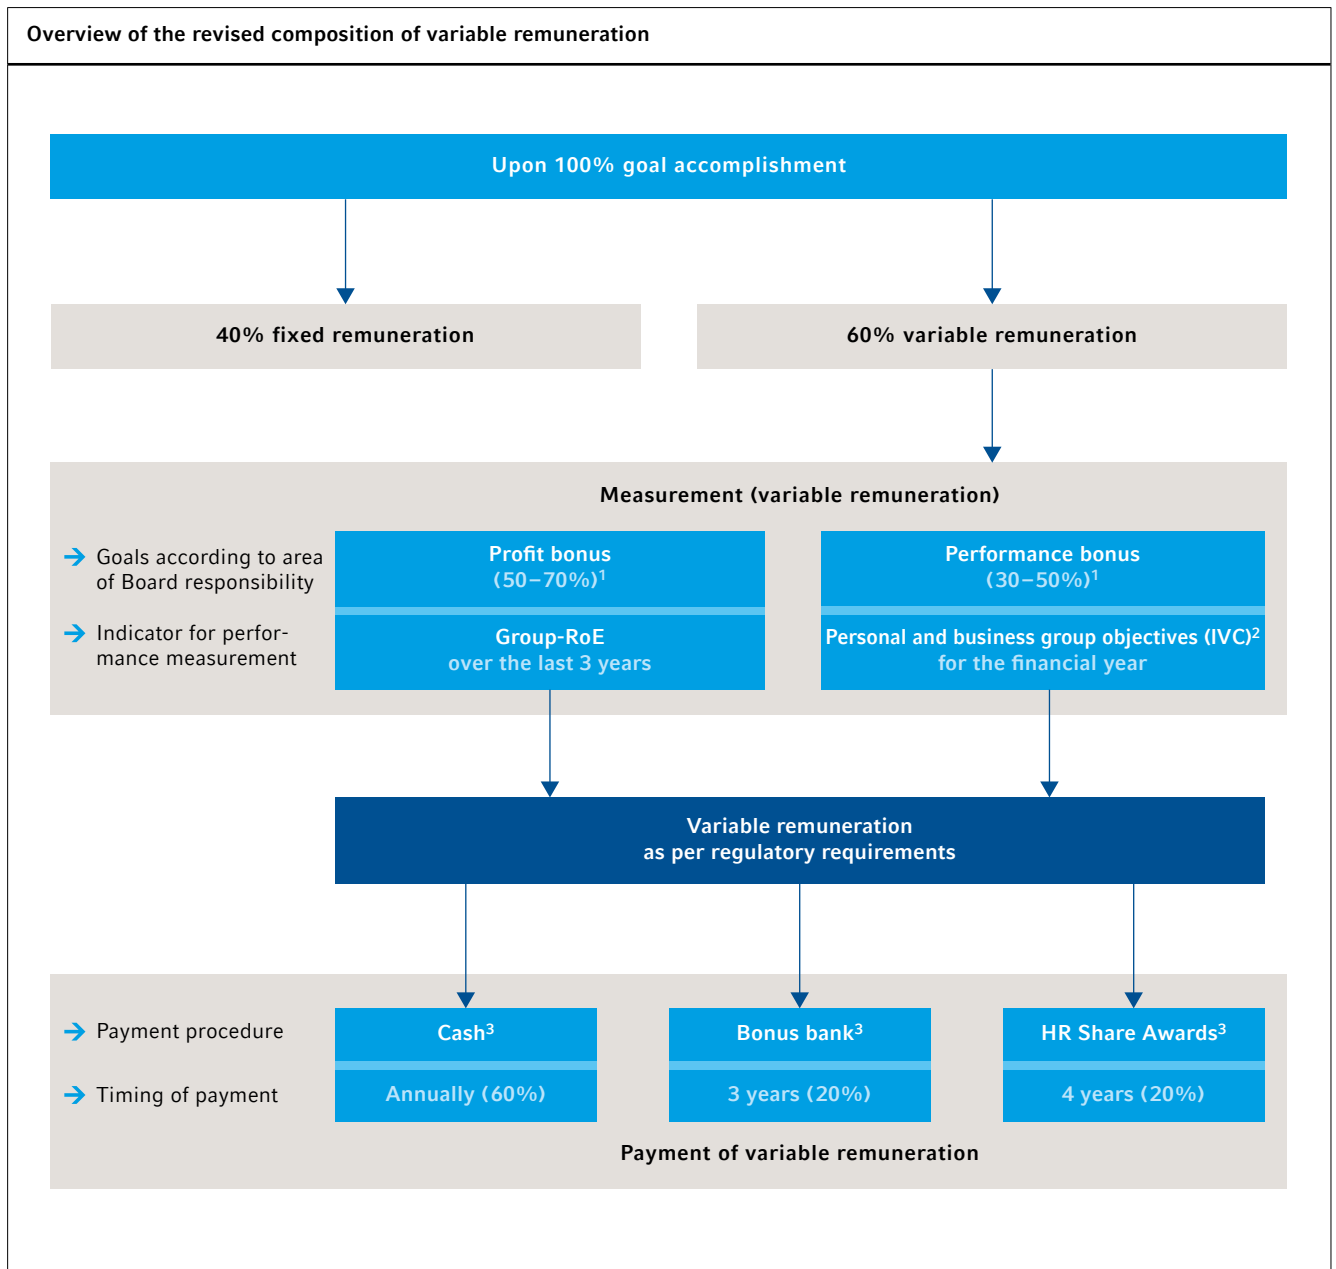 Overview of the revised composition of variable remuneration
Upon 100% goal accomplishment
40% fixed remuneration
60% variable remuneration
Measurement (variable remuneration)
Goals according to area
of Board responsibility
Profit bonus
(50–70%)¹
Performance bonus
(30–50%)¹
Indicator for perfor-
mance measurement
Group-RoE
over the last 3 years
Personal and business group objectives (IVC)²
for the financial year
Variable remuneration
as per regulatory requirements
Payment procedure
Cash³
Bonus bank³
HR Share Awards³
Timing of payment
Annually (60%)
3 years (20%)
4 years (20%)
Payment of variable remuneration